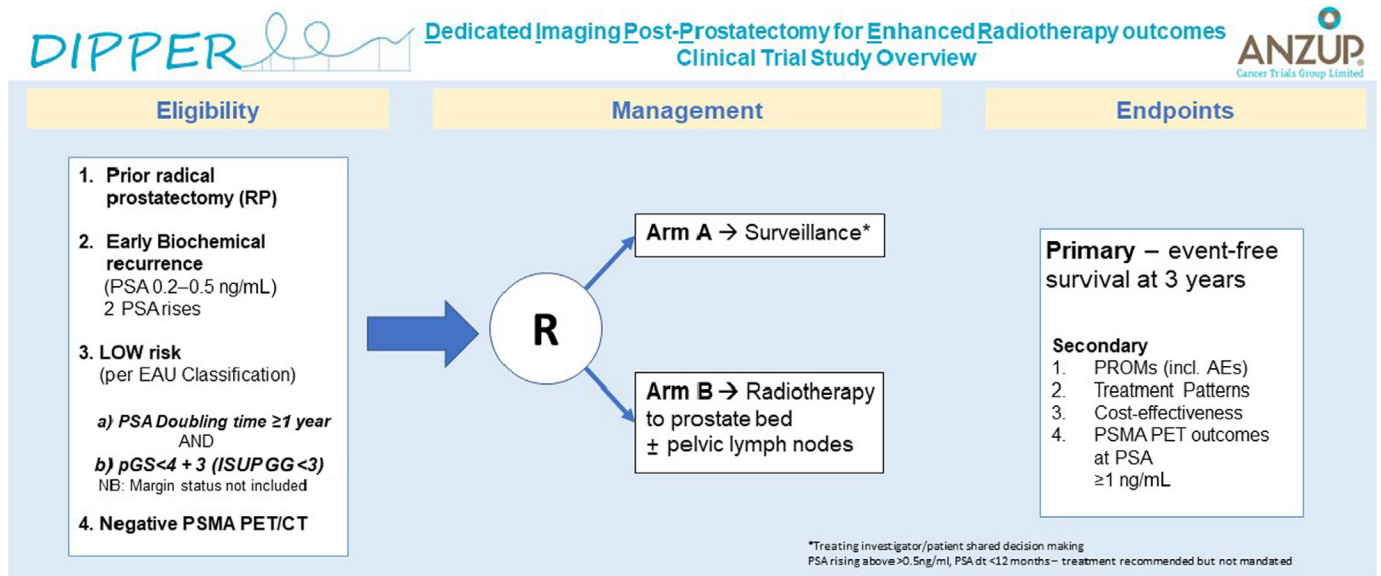 DIPPER
Dedicated Imaging Post-Prostatectomy for Enhanced Radiotherapy outcomes
Clinical Trial Study Overview
ANZUP
Cancer Trials Group Limited
Eligibility
1. Prior radical
prostatectomy (RP)
2. Early Biochemical
recurrence
(PSA 0.2–0.5 ng/mL)
2 PSA rises
3. LOW risk
(per EAU Classification)
a) PSA Doubling time ≥1 year
AND
b) pGS<4 + 3 (ISUP GG <3)
NB: Margin status not included
4. Negative PSMA PET/CT
Management
R
Arm A → Surveillance*
Arm B → Radiotherapy
to prostate bed
± pelvic lymph nodes
Endpoints
Primary – event-free
survival at 3 years
Secondary
1. PROMs (incl. AEs)
2. Treatment Patterns
3. Cost-effectiveness
4. PSMA PET outcomes
at PSA
≥1 ng/mL
*Treating investigator/patient shared decision making
PSA rising above >0.5ng/ml, PSA dt <12 months – treatment recommended but not mandated